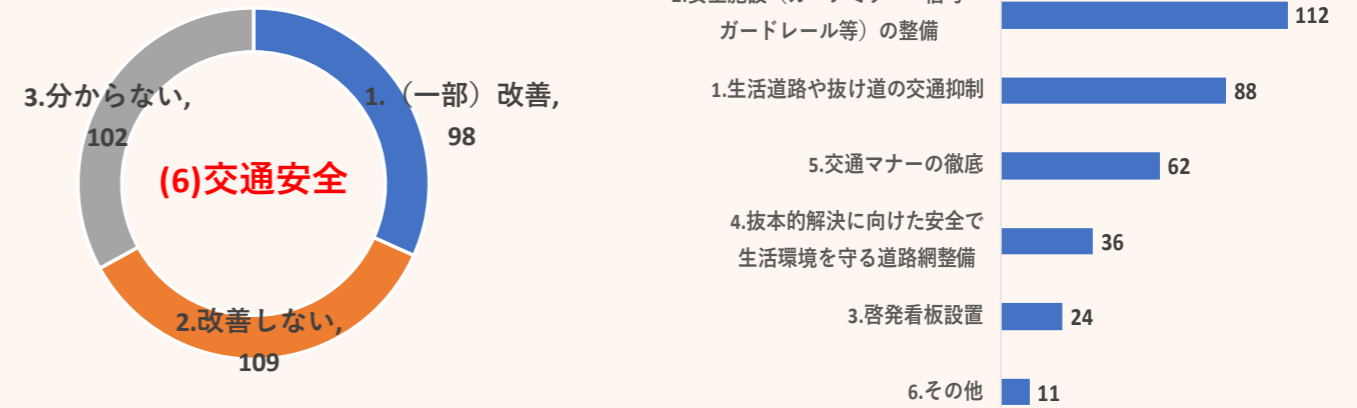 3.分からない,
102
1.（一部）改善,
98
(6)交通安全
2.改善しない,
109
ガードレール等）の整備
112
1.生活道路や抜け道の交通抑制
88
5.交通マナーの徹底
62
4.抜本的解決に向けた安全で
生活環境を守る道路網整備
36
3.啓発看板設置
24
6.その他
11